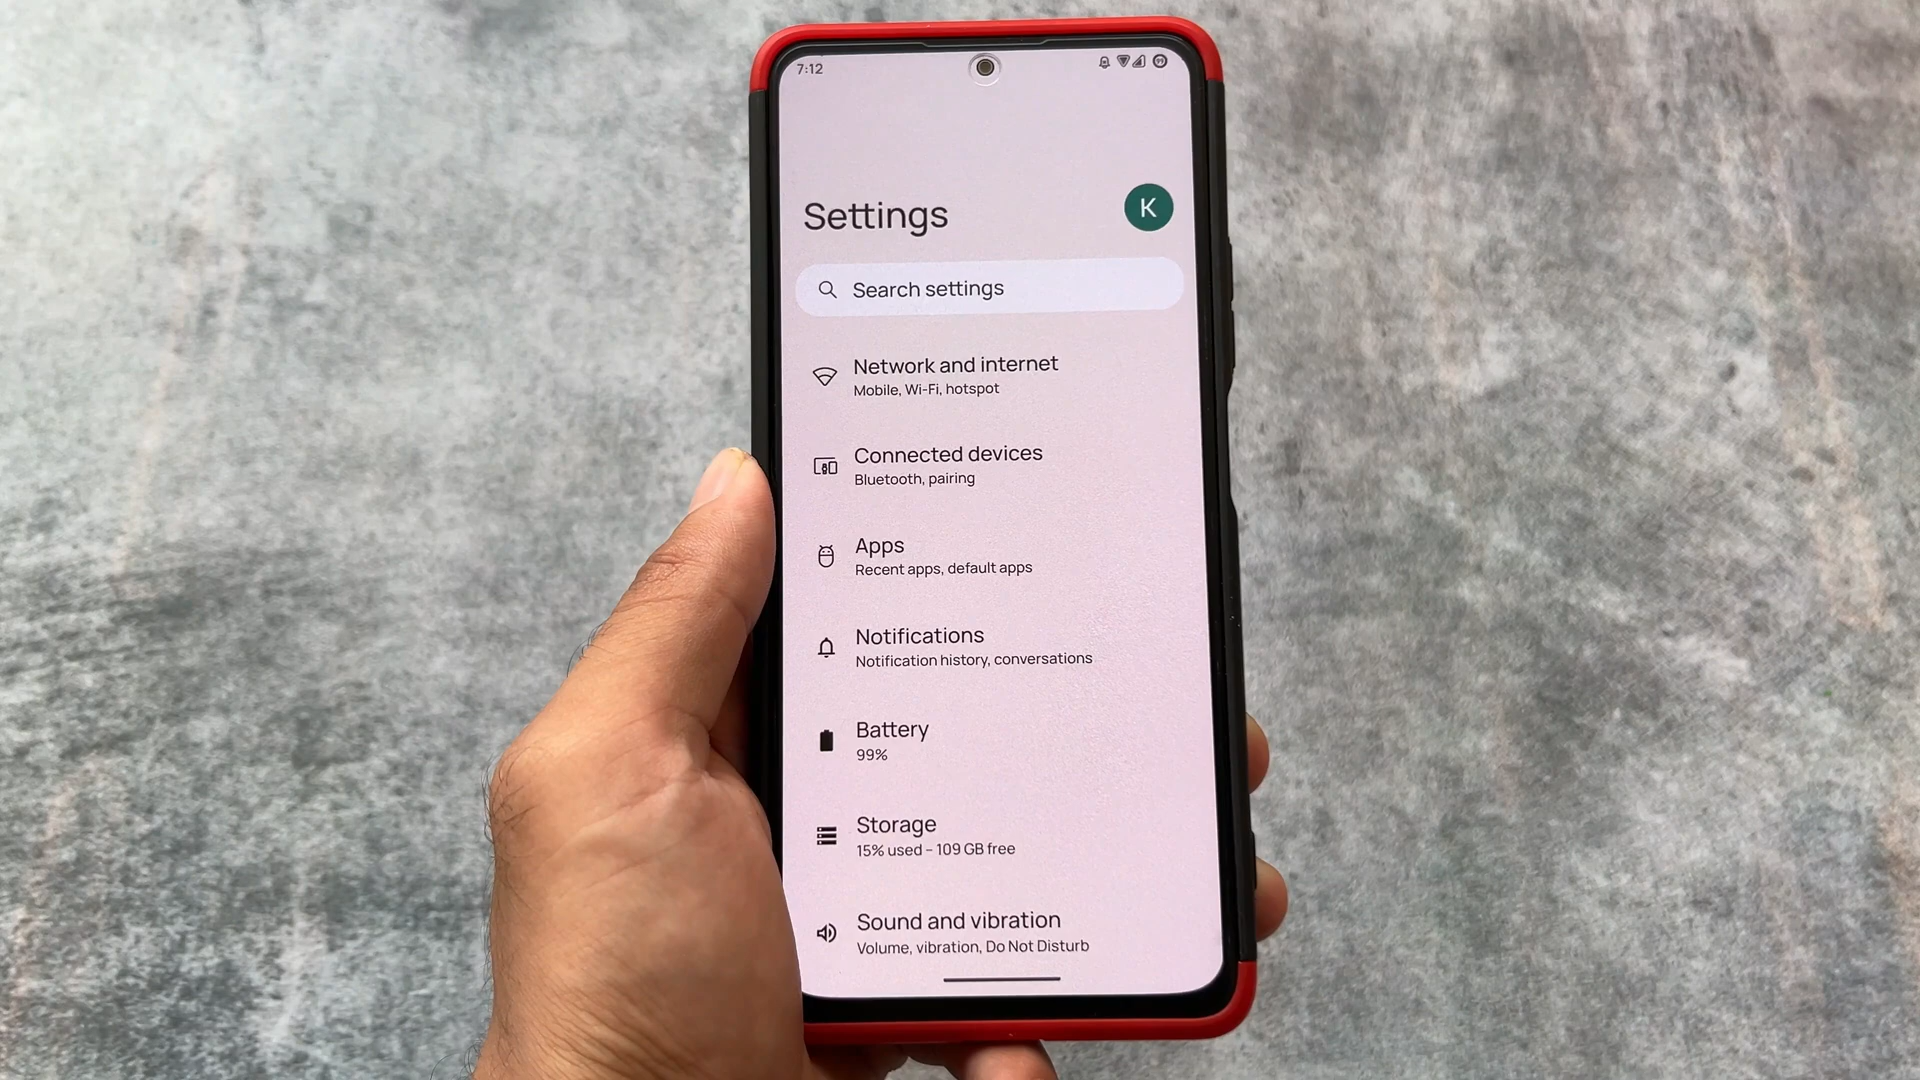 7:12
Settings
K
Search settings
Network and internet
Mobile, Wi-Fi, hotspot
Connected devices
Bluetooth, pairing
Apps
Recent apps, default apps
Notifications
Notification history, conversations
Battery
99%
Storage
15% used – 109 GB free
Sound and vibration
Volume, vibration, Do Not Disturb